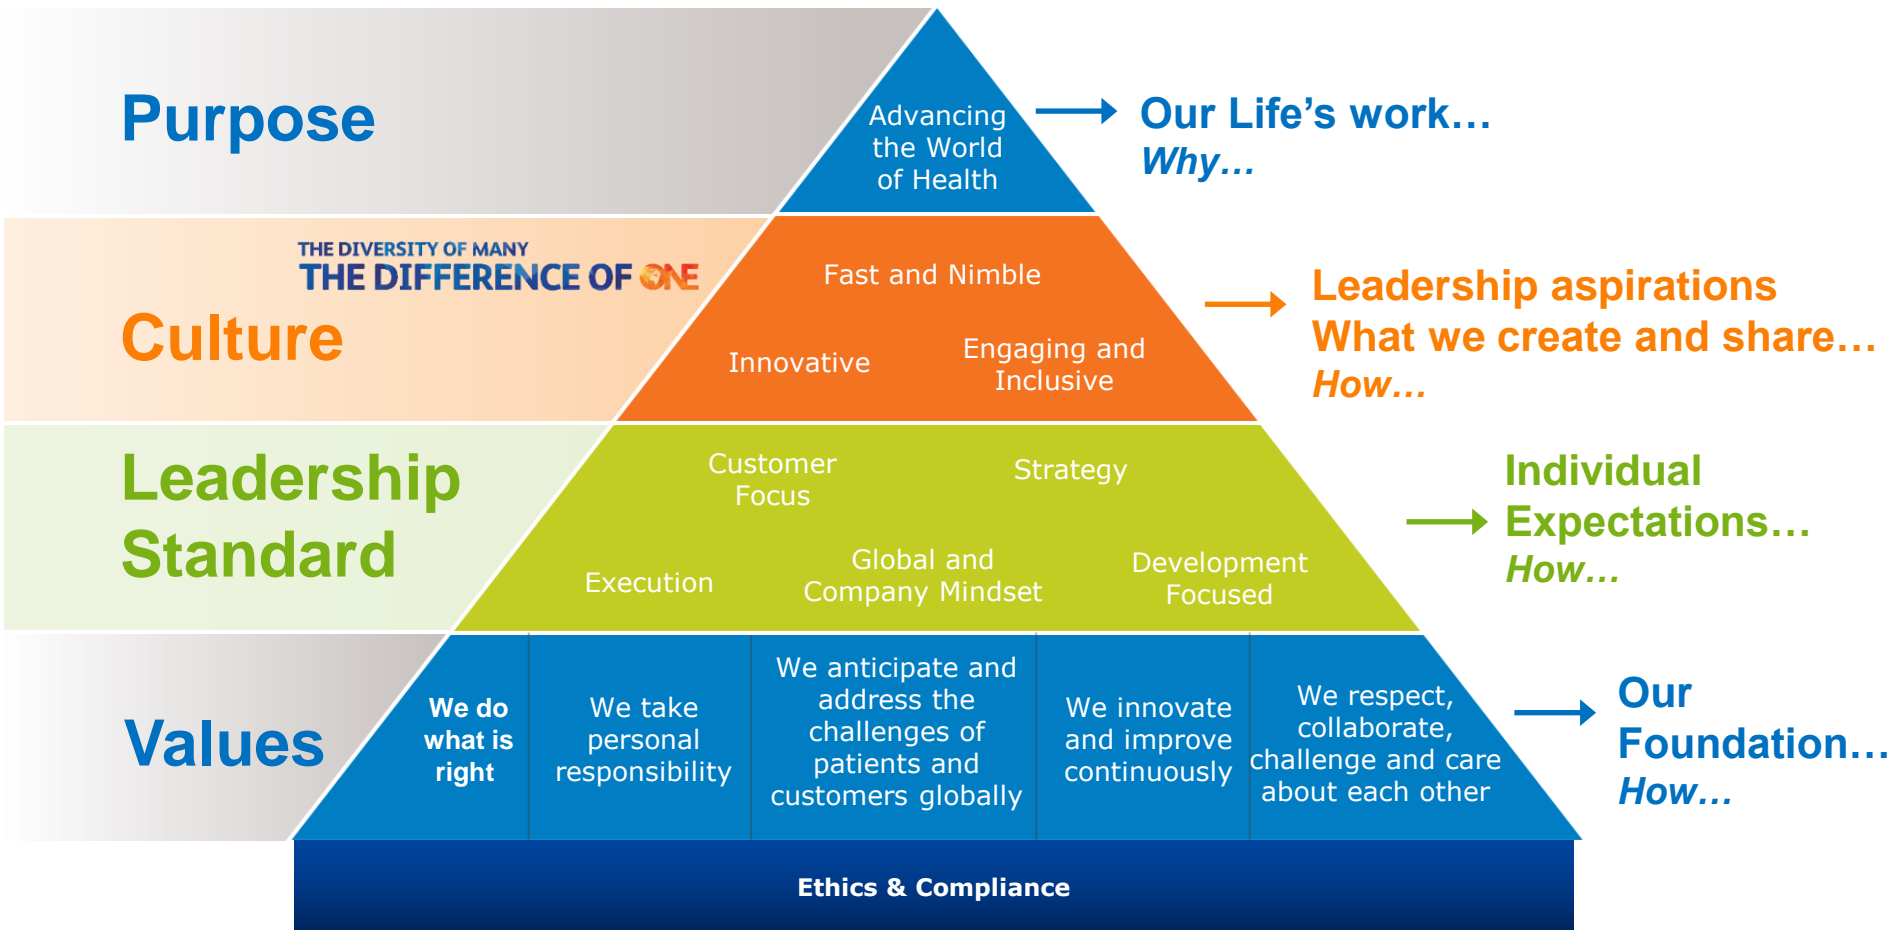 Purpose
Advancing
the World
of Health
Our Life’s work…
Why…
THE DIVERSITY OF MANY
THE DIFFERENCE OF ONE
Culture
Fast and Nimble
Innovative
Engaging and
Inclusive
Leadership aspirations
What we create and share…
How…
Leadership
Standard
Customer
Focus
Strategy
Execution
Global and
Company Mindset
Development
Focused
Individual
Expectations…
How…
Values
We do
what is
right
We take
personal
responsibility
We anticipate and
address the
challenges of
patients and
customers globally
We innovate
and improve
continuously
We respect,
collaborate,
challenge and care
about each other
Our
Foundation…
How…
Ethics & Compliance